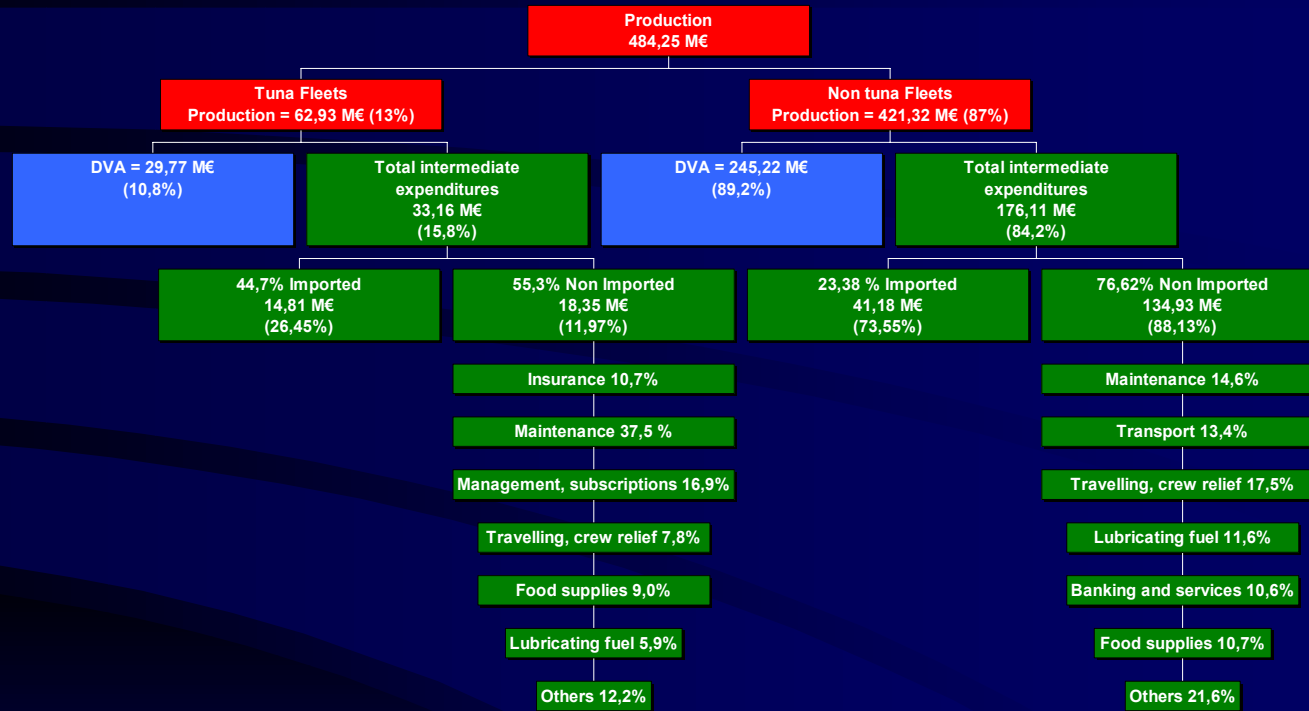 Production
484,25 M€
Tuna Fleets
Production = 62,93 M€ (13%)
Non tuna Fleets
Production = 421,32 M€ (87%)
DVA = 29,77 M€
(10,8%)
Total intermediate
expenditures
33,16 M€
(15,8%)
DVA = 245,22 M€
(89,2%)
Total intermediate
expenditures
176,11 M€
(84,2%)
44,7% Imported
14,81 M€
(26,45%)
55,3% Non Imported
18,35 M€
(11,97%)
23,38 % Imported
41,18 M€
(73,55%)
76,62% Non Imported
134,93 M€
(88,13%)
Insurance 10,7%
Maintenance 37,5 %
Management, subscriptions 16,9%
Travelling, crew relief 7,8%
Food supplies 9,0%
Lubricating fuel 5,9%
Others 12,2%
Maintenance 14,6%
Transport 13,4%
Travelling, crew relief 17,5%
Lubricating fuel 11,6%
Banking and services 10,6%
Food supplies 10,7%
Others 21,6%